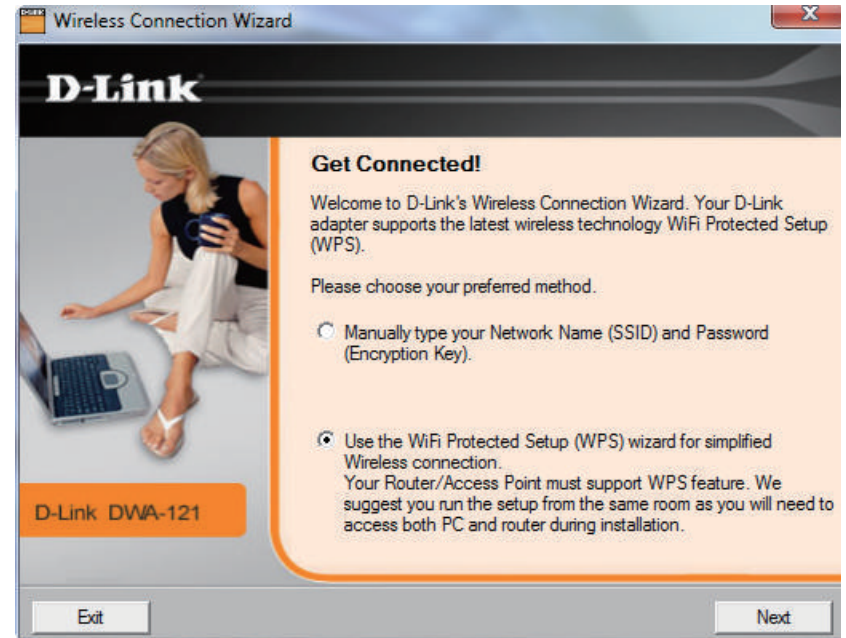 Wireless Connection Wizard
D-Link
Get Connected!
Welcome to D-Link's Wireless Connection Wizard. Your D-Link
adapter supports the latest wireless technology WiFi Protected Setup
(WPS).
Please choose your preferred method.
Manually type your Network Name (SSID) and Password
(Encryption Key).
Use the WiFi Protected Setup (WPS) wizard for simplified
Wireless connection.
Your Router/Access Point must support WPS feature. We
suggest you run the setup from the same room as you will need to
access both PC and router during installation.
D-Link DWA-121
Exit
Next